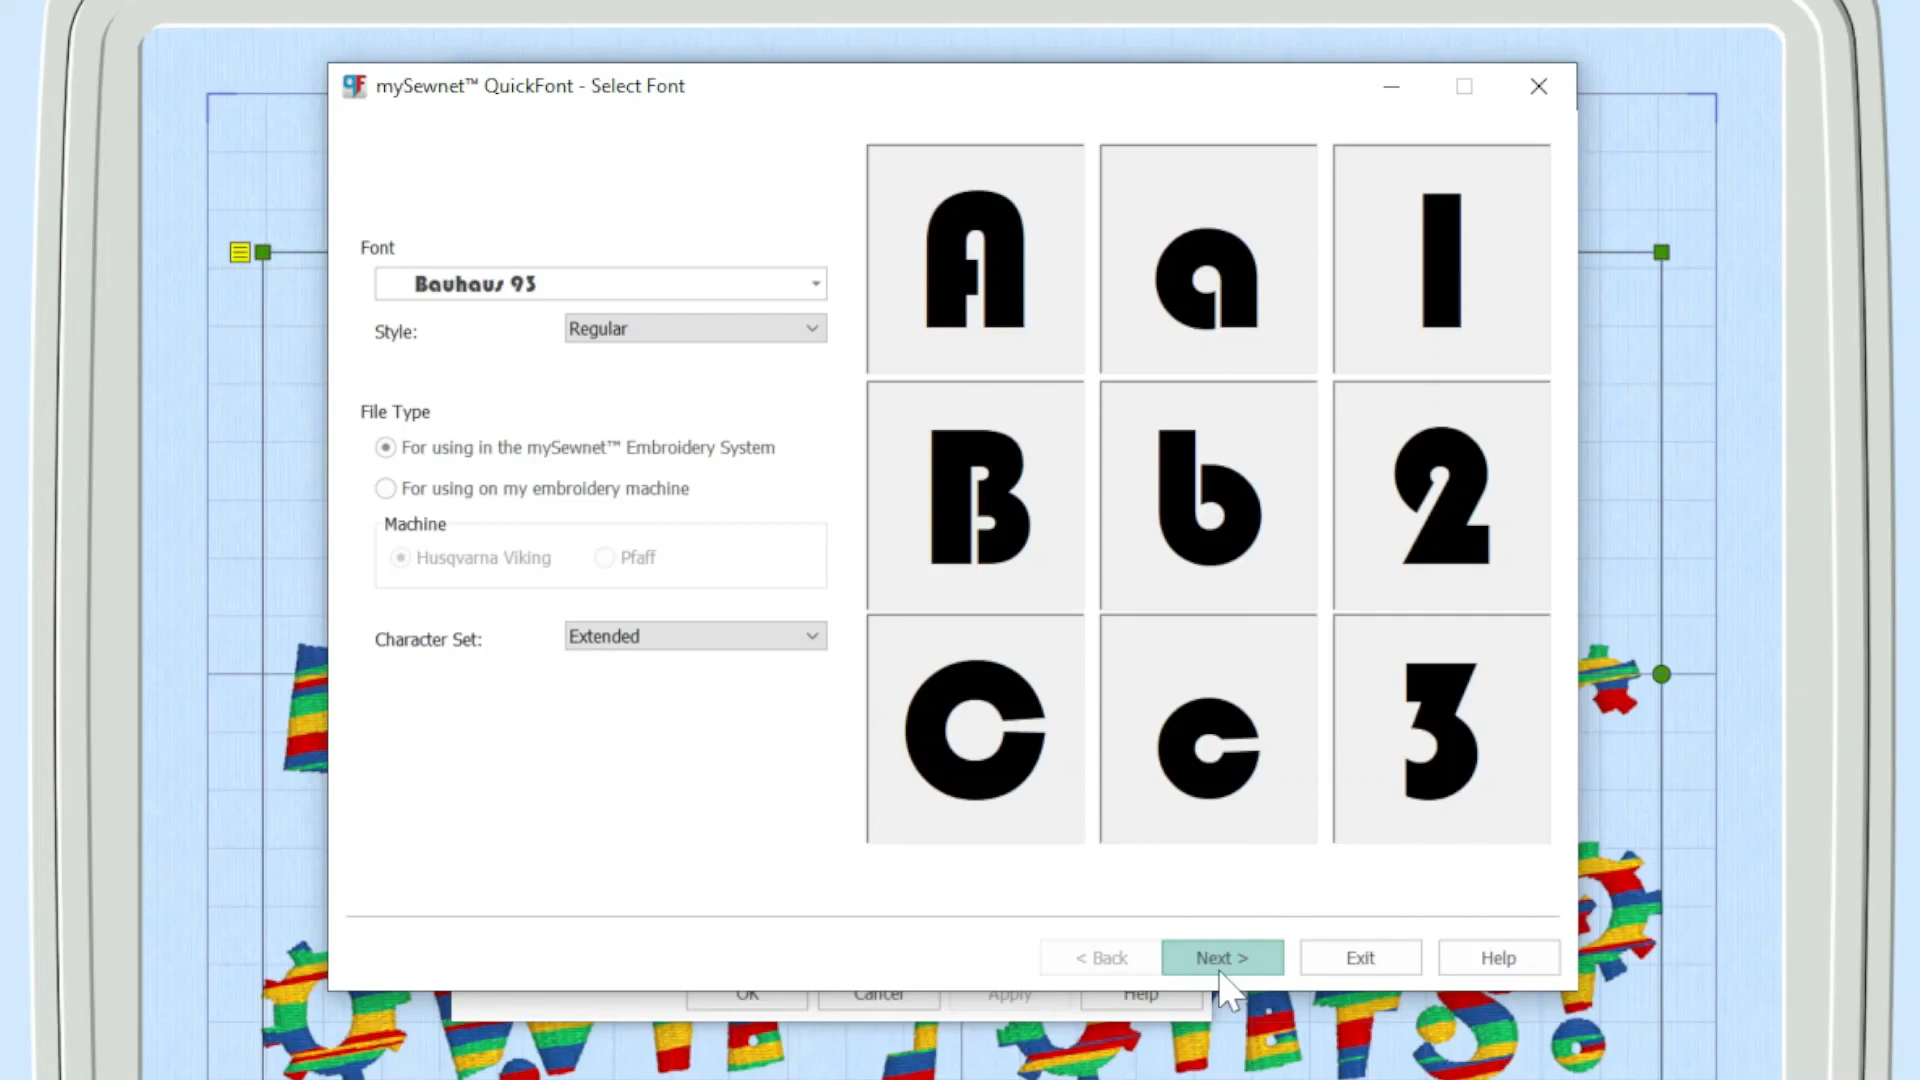 mySewnet™ QuickFont - Select Font
Font
Bauhaus 93
Style:
Regular
File Type
For using in the mySewnet™ Embroidery System
For using on my embroidery machine
Machine
Husqvarna Viking
Pfaff
Character Set:
Extended
A a 1
B b 2
C c 3
< Back
Next >
Exit
Help
OK
Cancel
Apply
Help